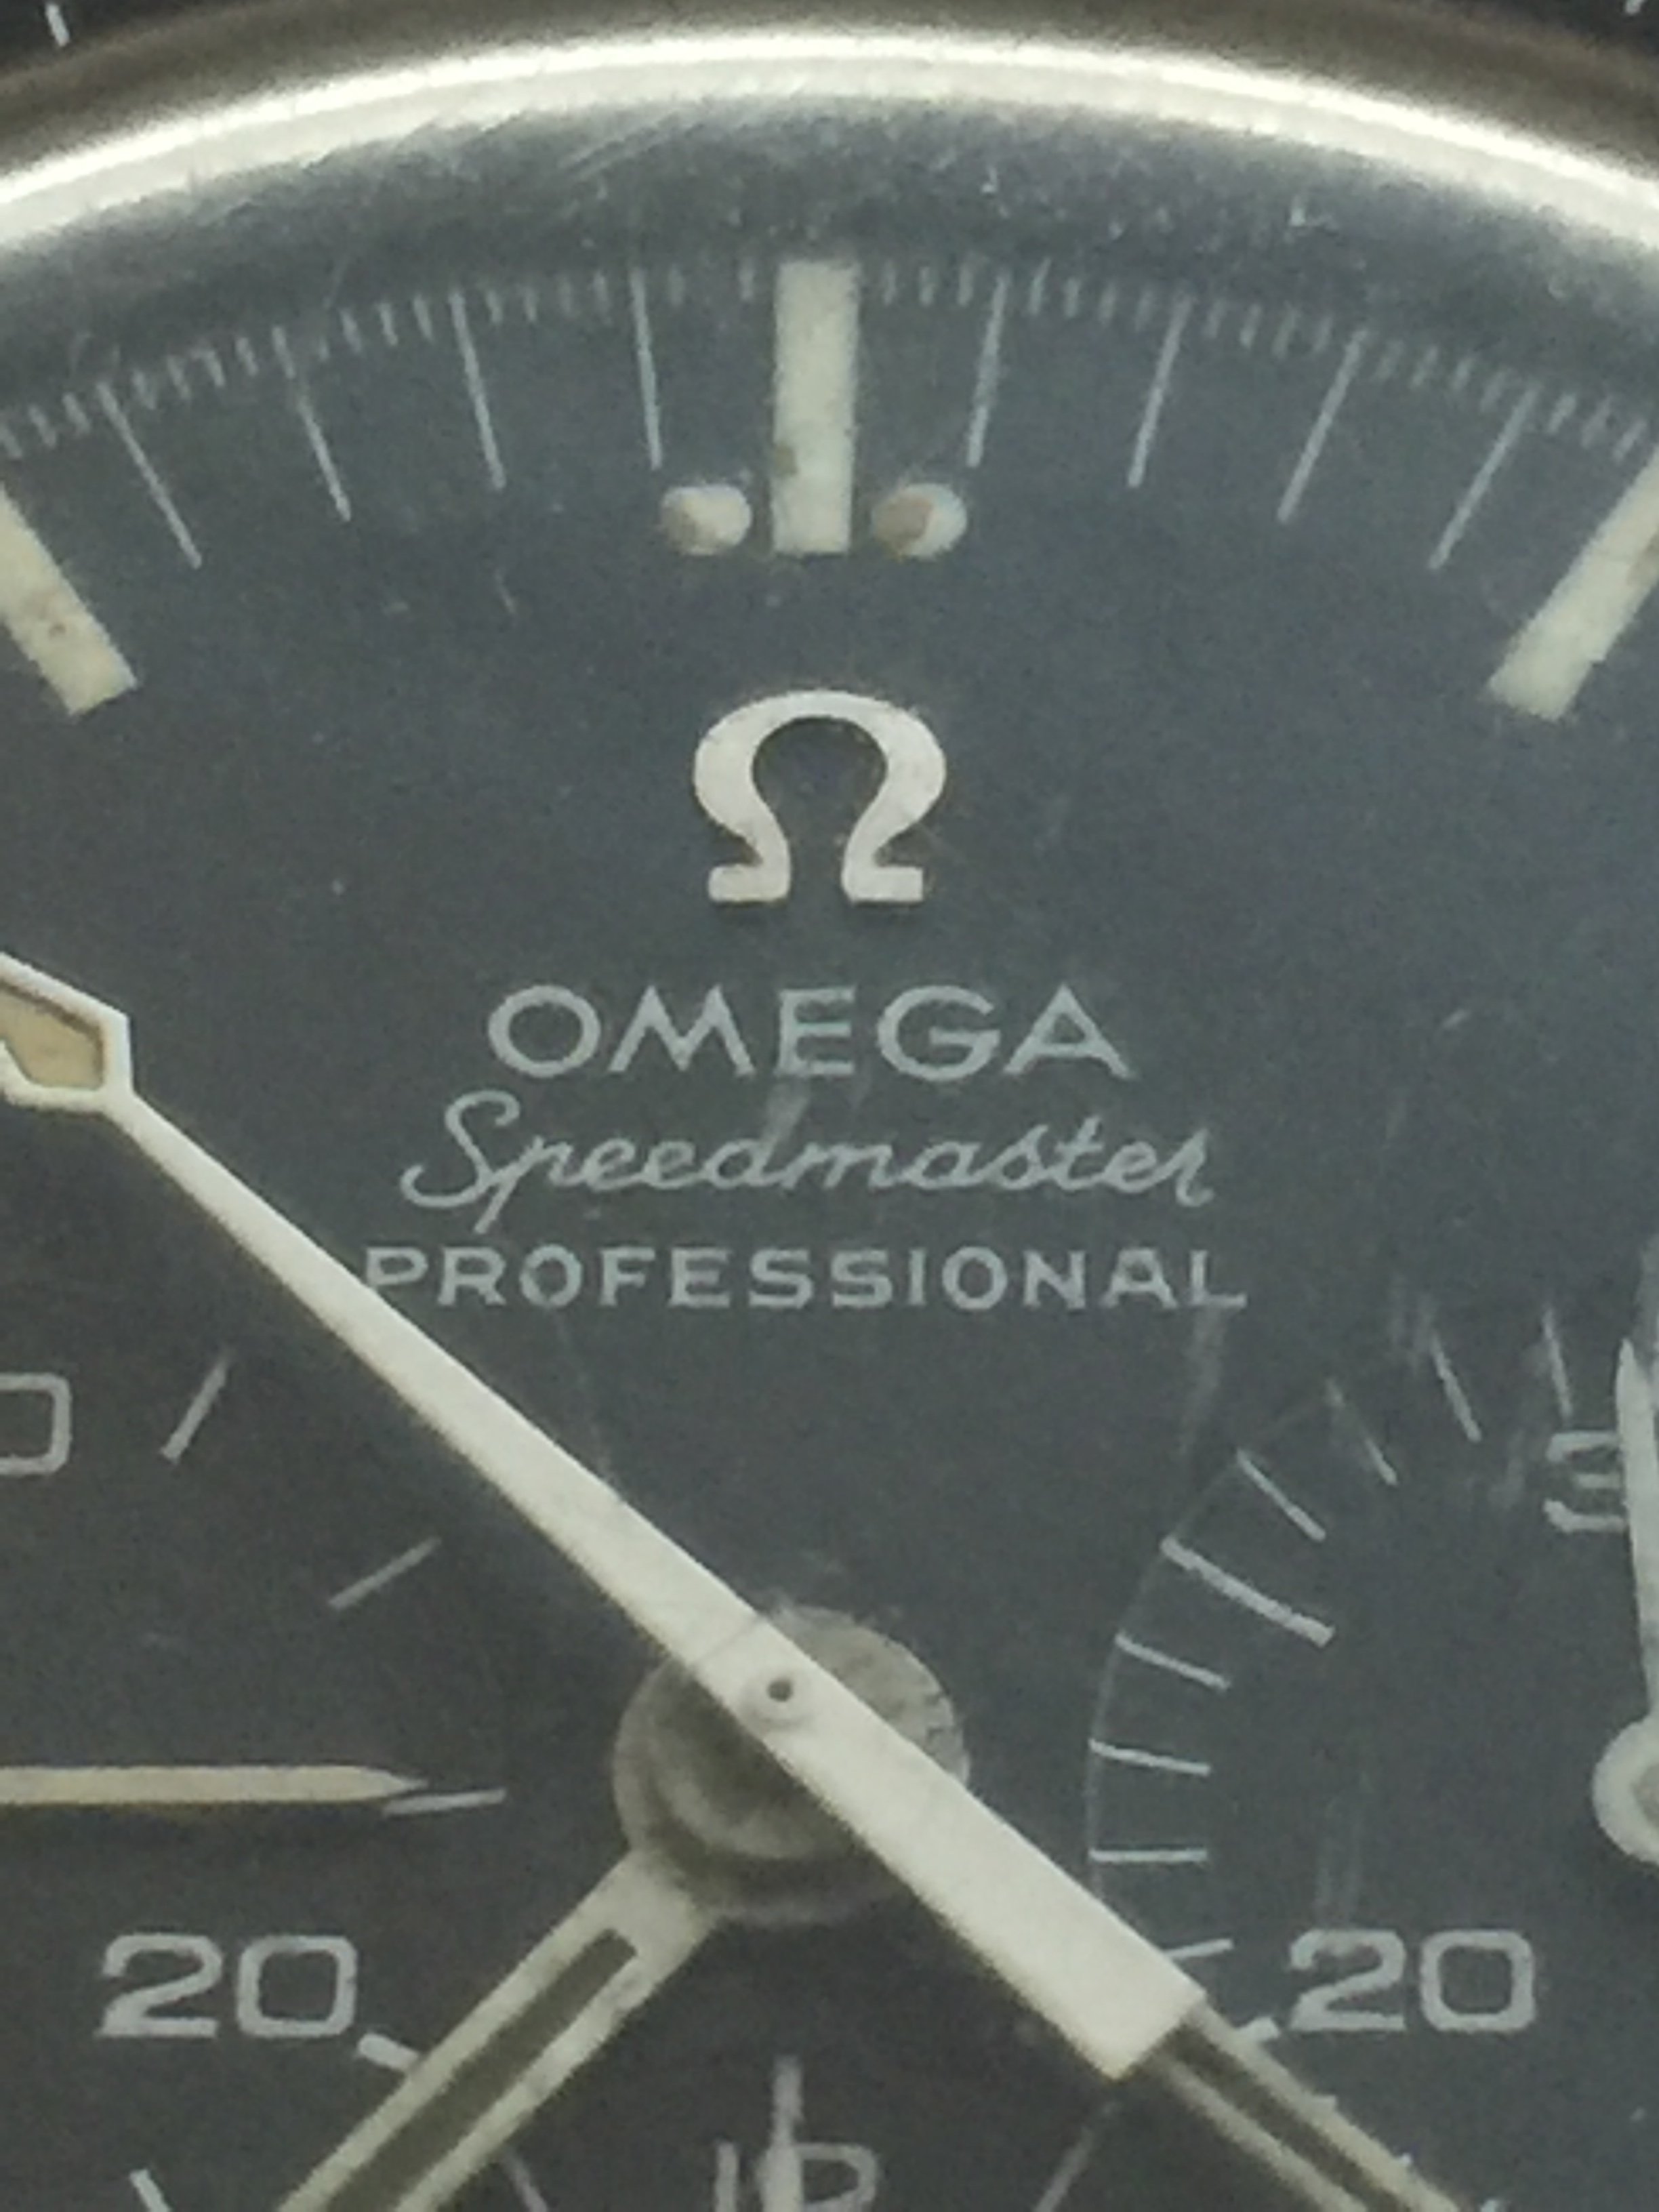 Ω
OMEGA
Speedmaster
PROFESSIONAL
20
20